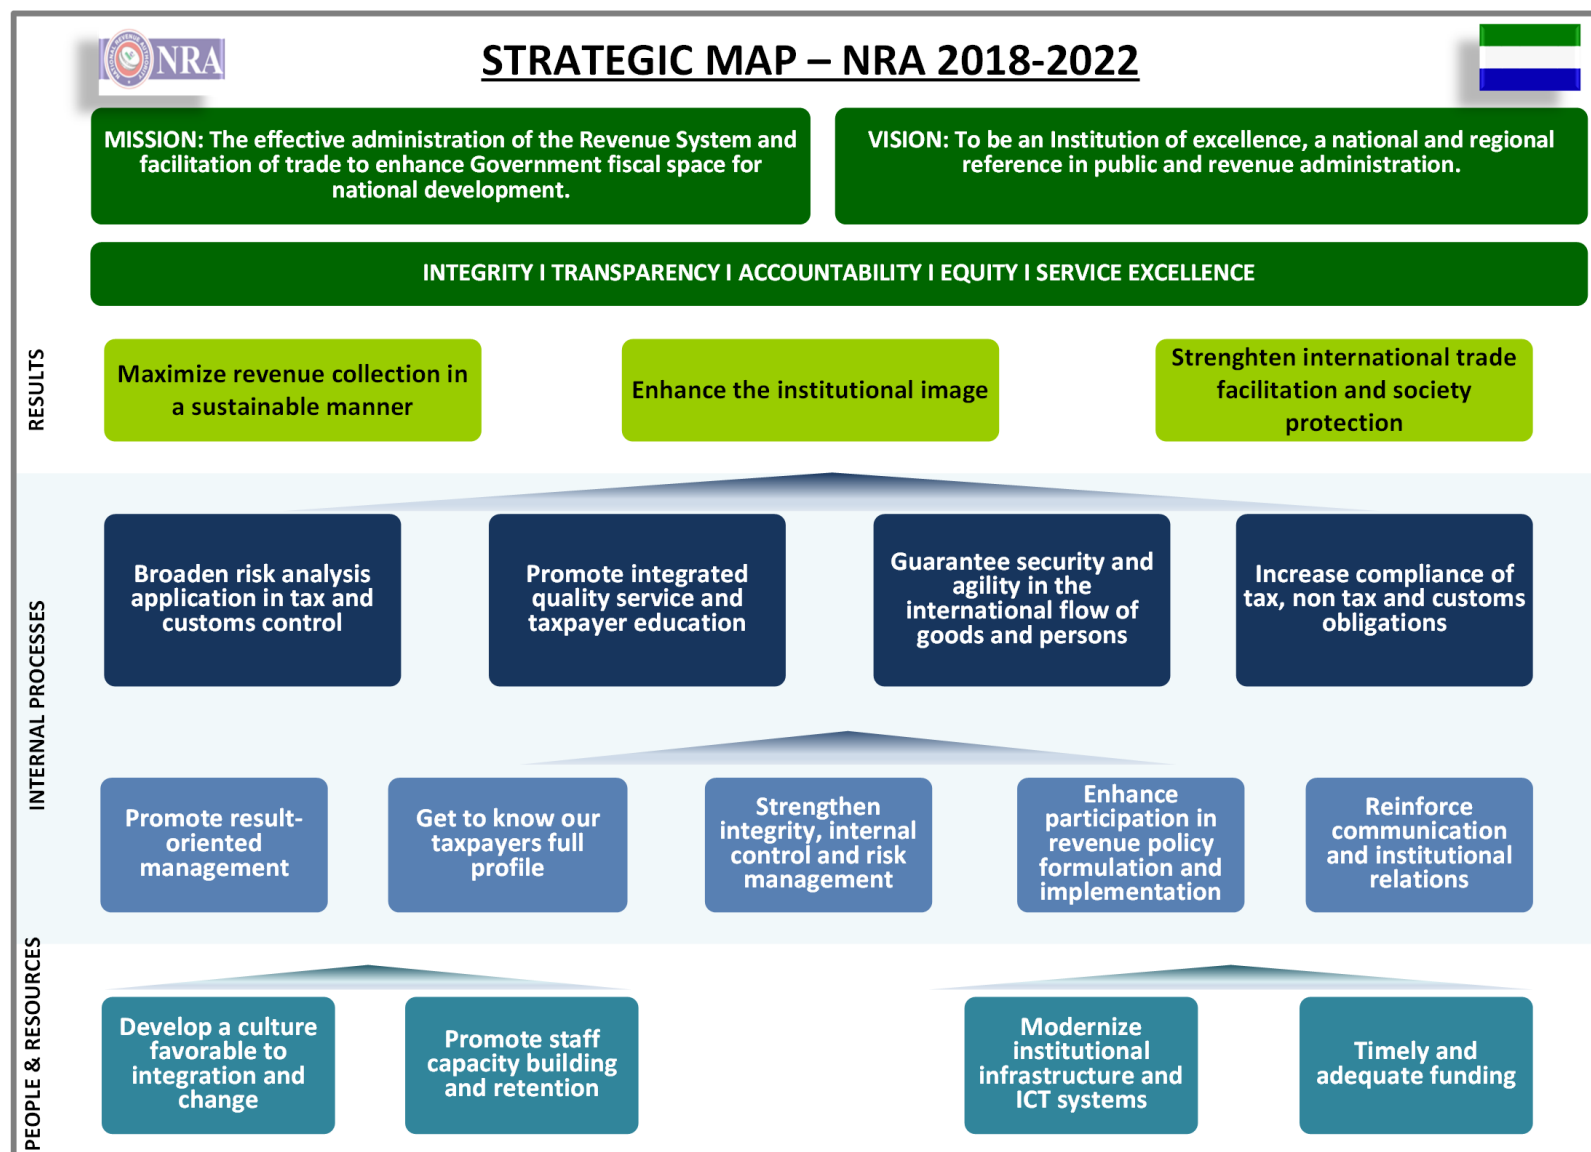 NRA
STRATEGIC MAP – NRA 2018-2022
MISSION: The effective administration of the Revenue System and
facilitation of trade to enhance Government fiscal space for
national development.
VISION: To be an Institution of excellence, a national and regional
reference in public and revenue administration.
INTEGRITY I TRANSPARENCY I ACCOUNTABILITY I EQUITY I SERVICE EXCELLENCE
RESULTS
Maximize revenue collection in
a sustainable manner
Enhance the institutional image
Strenghten international trade
facilitation and society
protection
INTERNAL PROCESSES
Broaden risk analysis
application in tax and
customs control
Promote integrated
quality service and
taxpayer education
Guarantee security and
agility in the
international flow of
goods and persons
Increase compliance of
tax, non tax and customs
obligations
Promote result-
oriented
management
Get to know our
taxpayers full
profile
Strengthen
integrity, internal
control and risk
management
Enhance
participation in
revenue policy
formulation and
implementation
Reinforce
communication
and institutional
relations
PEOPLE & RESOURCES
Develop a culture
favorable to
integration and
change
Promote staff
capacity building
and retention
Modernize
institutional
infrastructure and
ICT systems
Timely and
adequate funding